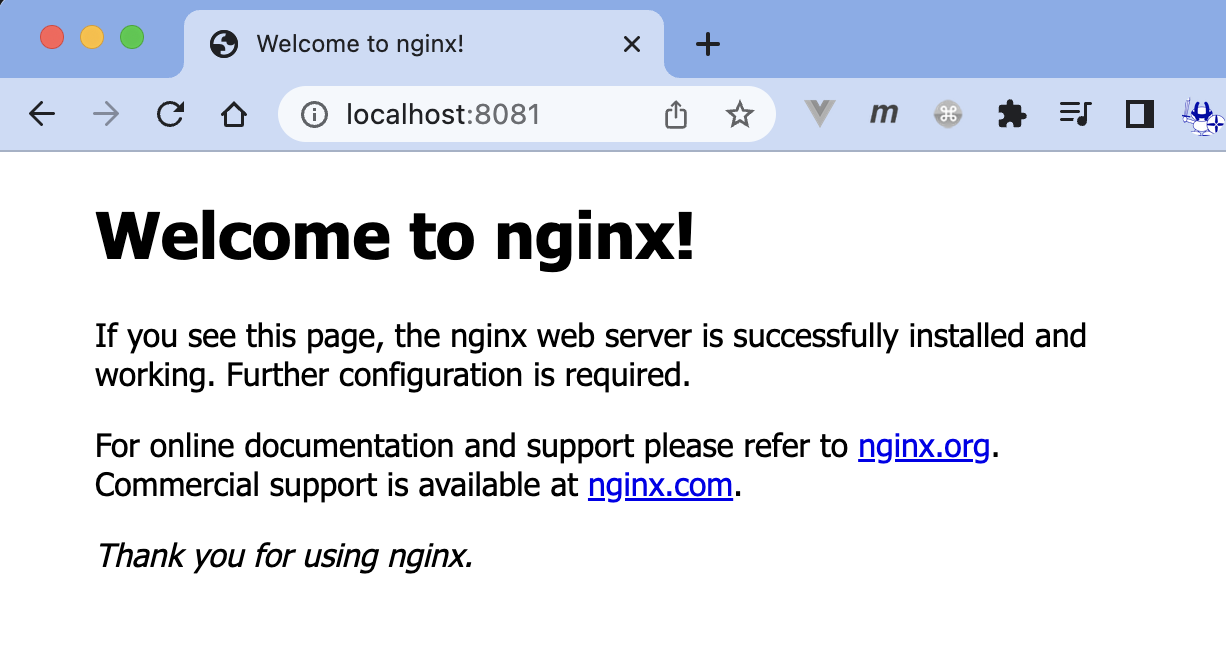 Welcome to nginx!
localhost:8081
m
Welcome to nginx!
If you see this page, the nginx web server is successfully installed and
working. Further configuration is required.
For online documentation and support please refer to nginx.org.
Commercial support is available at nginx.com.
Thank you for using nginx.